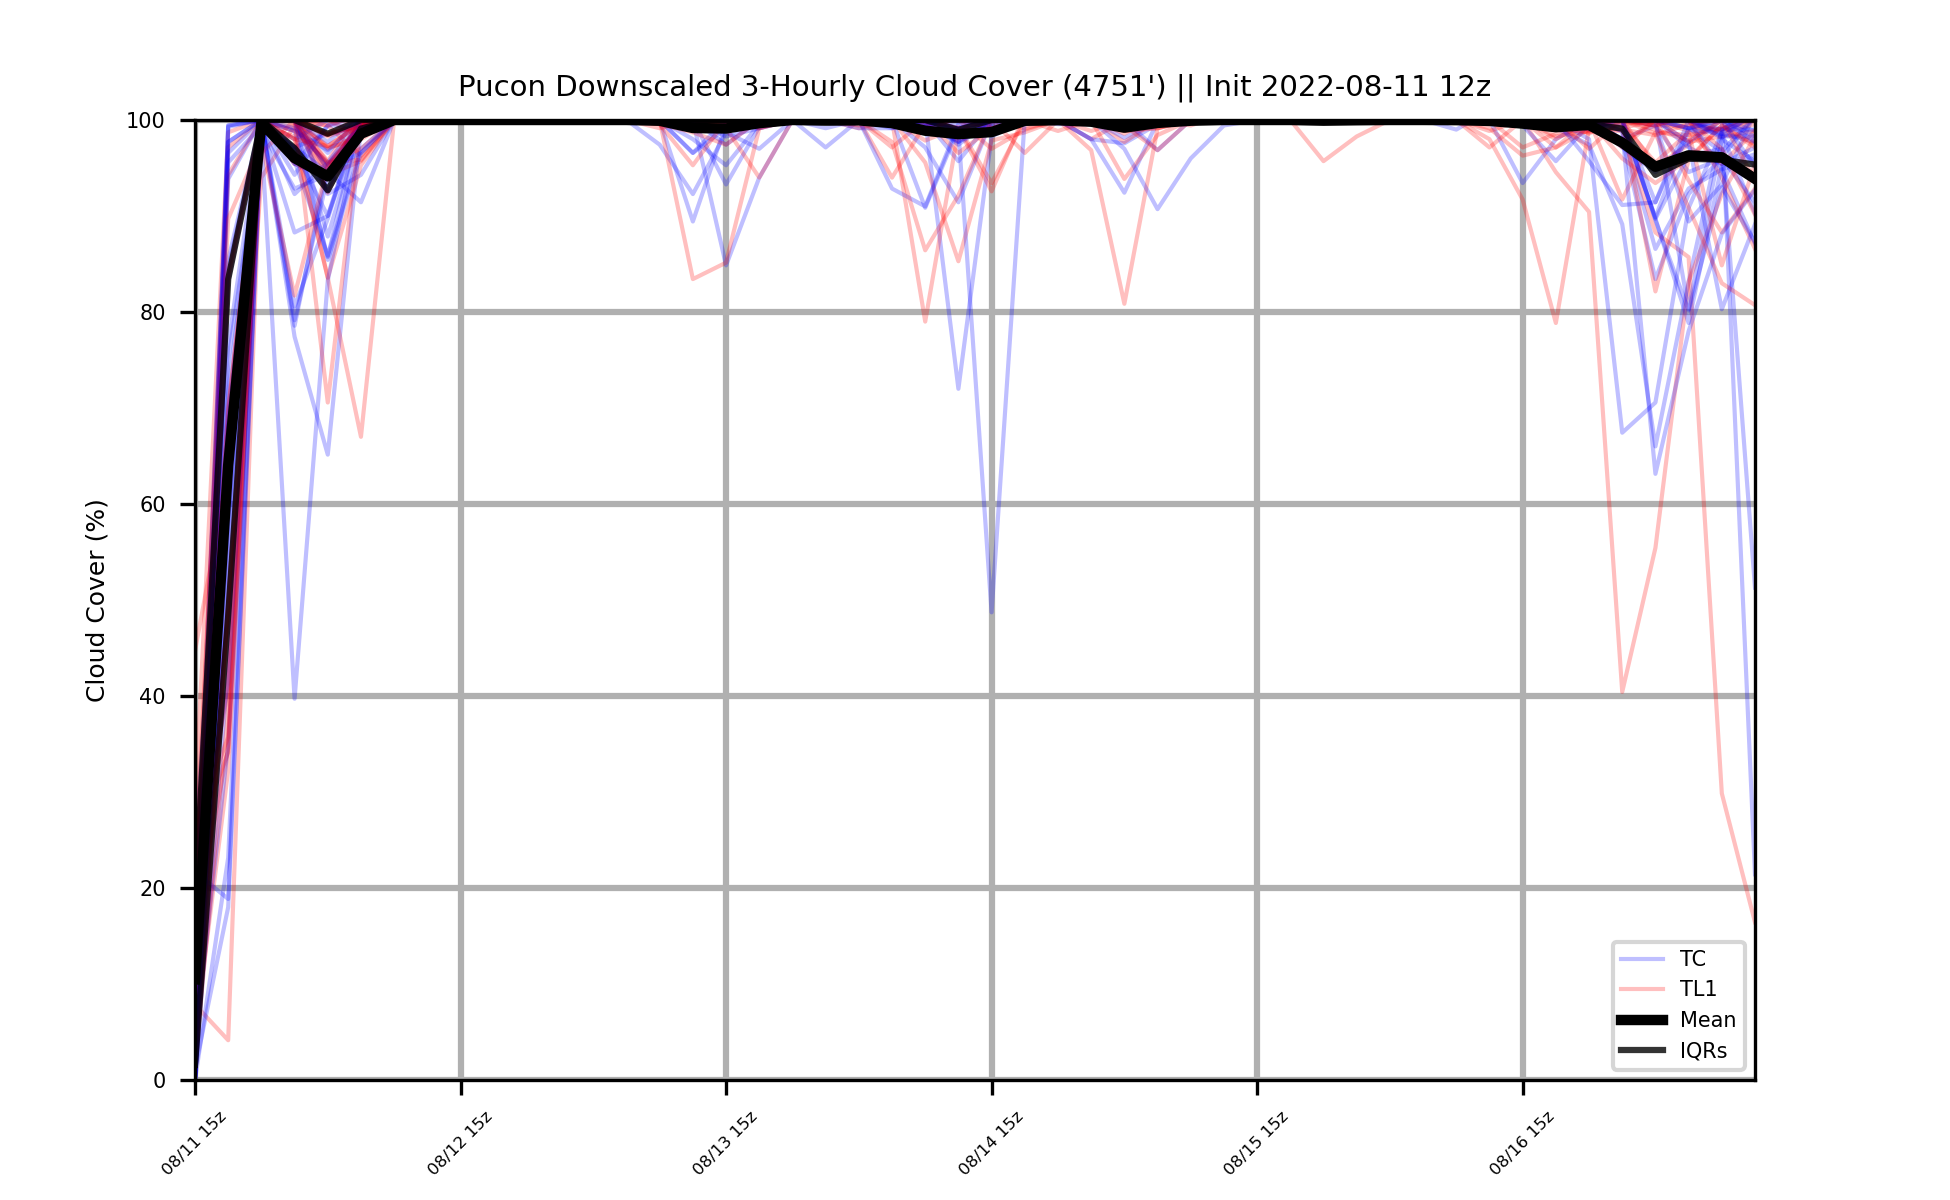 Pucon Downscaled 3-Hourly Cloud Cover (4751') || Init 2022-08-11 12z
Cloud Cover (%)
100
80
60
40
20
0
08/11 15z
08/12 15z
08/13 15z
08/14 15z
08/15 15z
08/16 15z
TC
TL1
Mean
IQRs